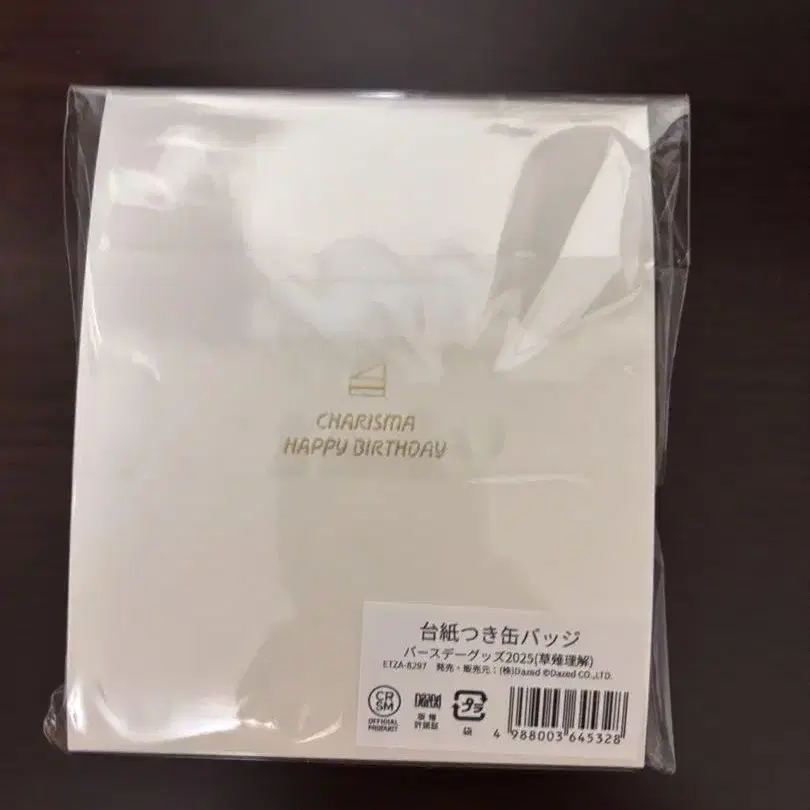 CHARISMA
HAPPY BIRTHDAY
台紙つき缶バッジ
バースデーグッズ2025(草薙理解)
ETZA-8297 発売・販売元:(株)Dazed ©Dazed CO.,LTD.
CR
SM
OFFICIAL
PRODUCT
版権
許諾証
プラ
袋
4 988003 645328